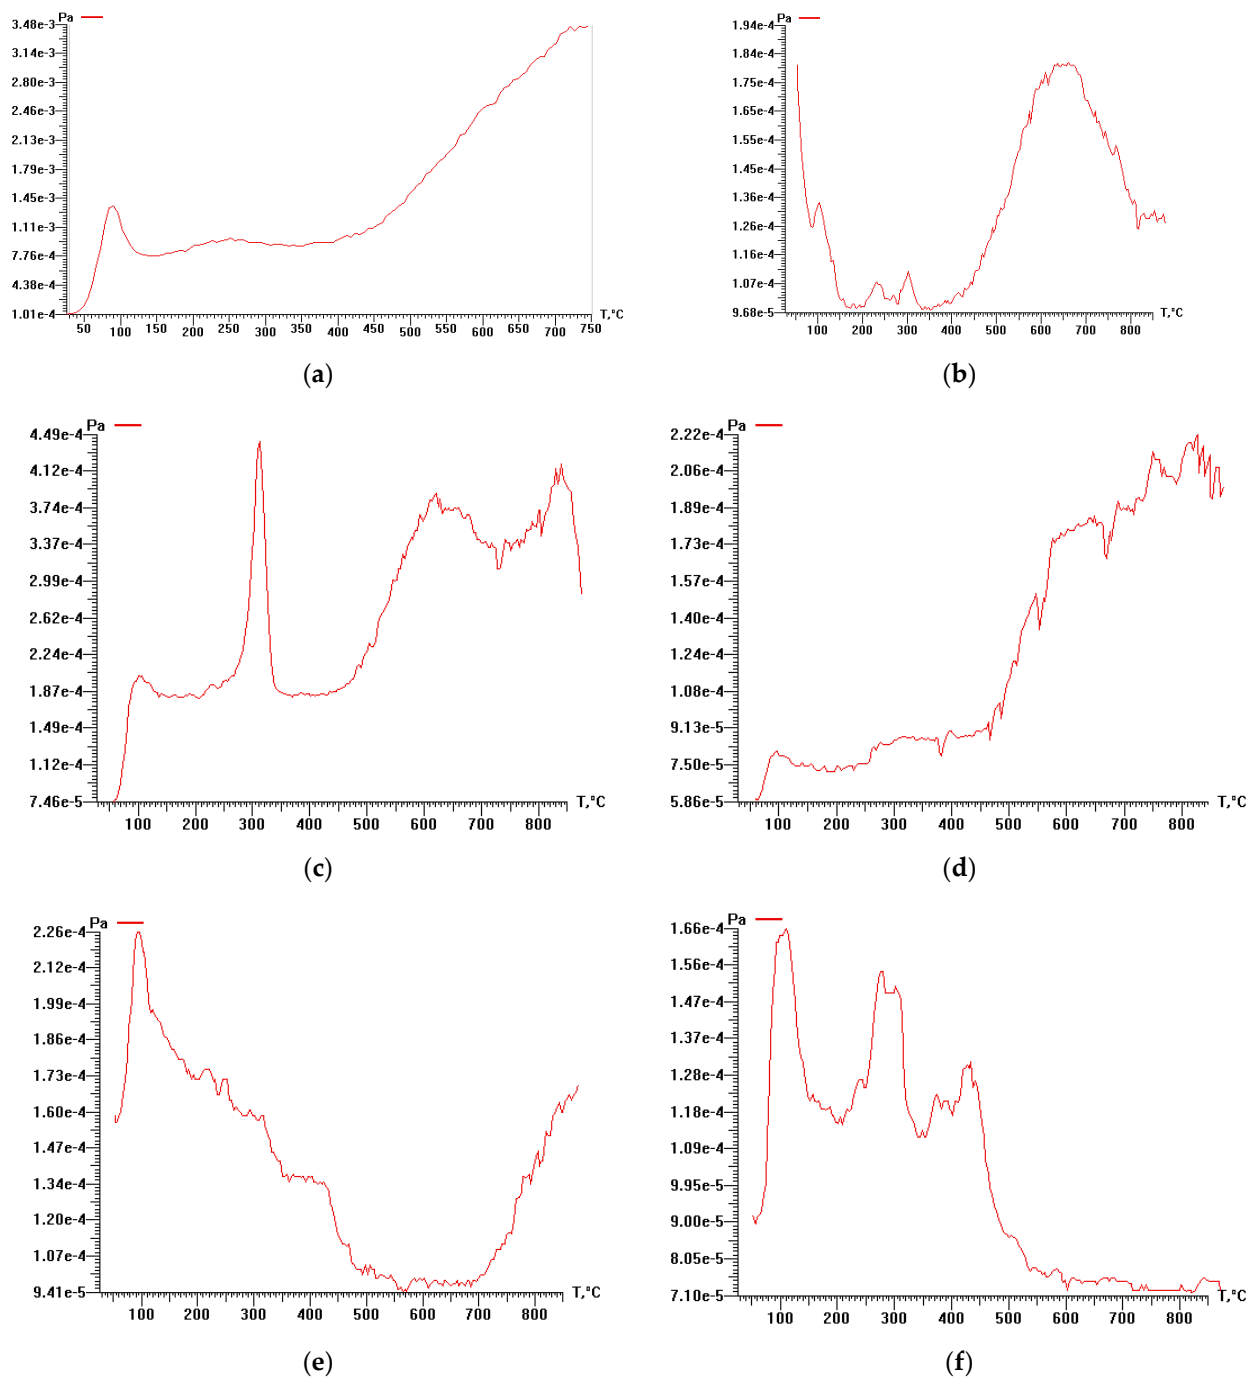 Pa
3.48e-3
3.14e-3
2.80e-3
2.46e-3
2.13e-3
1.79e-3
1.45e-3
1.11e-3
7.76e-4
4.38e-4
1.01e-4
50 100 150 200 250 300 350 400 450 500 550 600 650 700 750
T,°C
(a)
Pa
1.94e-4
1.84e-4
1.75e-4
1.65e-4
1.55e-4
1.45e-4
1.36e-4
1.26e-4
1.16e-4
1.07e-4
9.68e-5
100 200 300 400 500 600 700 800
T,°C
(b)
Pa
4.49e-4
4.12e-4
3.74e-4
3.37e-4
2.99e-4
2.62e-4
2.24e-4
1.87e-4
1.49e-4
1.12e-4
7.46e-5
100 200 300 400 500 600 700 800
T,°C
(c)
Pa
2.22e-4
2.06e-4
1.89e-4
1.73e-4
1.57e-4
1.40e-4
1.24e-4
1.08e-4
9.13e-5
7.50e-5
5.86e-5
100 200 300 400 500 600 700 800
T,°C
(d)
Pa
2.26e-4
2.12e-4
1.99e-4
1.86e-4
1.73e-4
1.60e-4
1.47e-4
1.34e-4
1.20e-4
1.07e-4
9.41e-5
100 200 300 400 500 600 700 800
T,°C
(e)
Pa
1.66e-4
1.56e-4
1.47e-4
1.37e-4
1.28e-4
1.18e-4
1.09e-4
9.95e-5
9.00e-5
8.05e-5
7.10e-5
100 200 300 400 500 600 700 800
T,°C
(f)